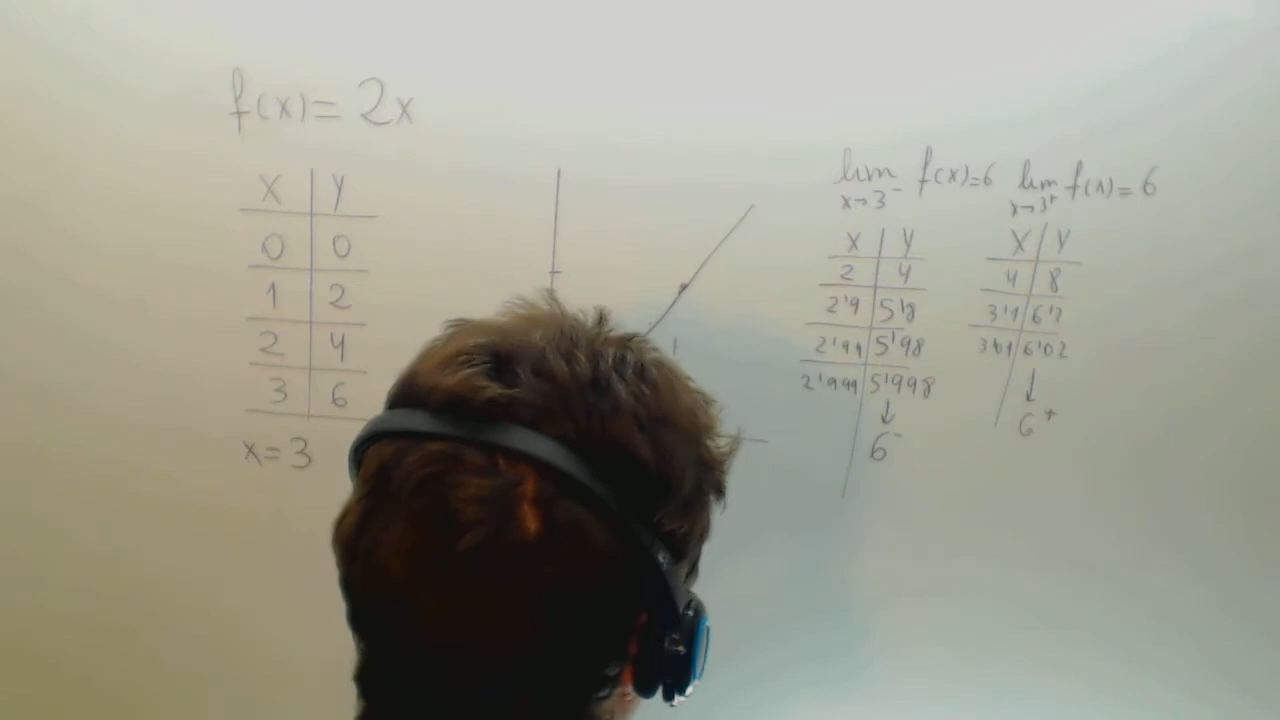 f(x)= 2x
X Y
0 0
1 2
2 4
3 6
x=3
lim f(x)=6
x→3⁻
X Y
2 4
2'9 5'8
2'99 5'98
2'999 5'998
↓
6⁻
lim f(x)= 6
x→3⁺
X Y
4 8
3'1 6'2
3'01 6'02
↓
6⁺